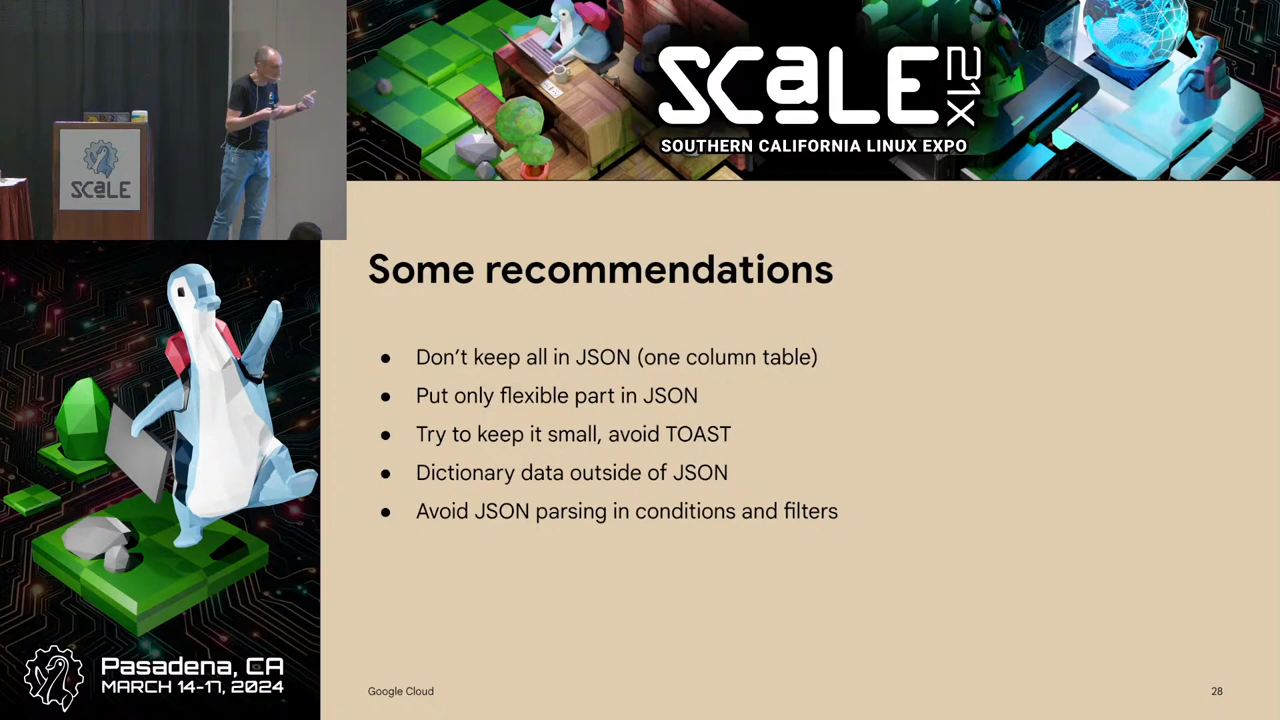 SCaLE
SCaLE 21X
SOUTHERN CALIFORNIA LINUX EXPO
Some recommendations
● Don’t keep all in JSON (one column table)
● Put only flexible part in JSON
● Try to keep it small, avoid TOAST
● Dictionary data outside of JSON
● Avoid JSON parsing in conditions and filters
Pasadena, CA
MARCH 14-17, 2024
Google Cloud
28